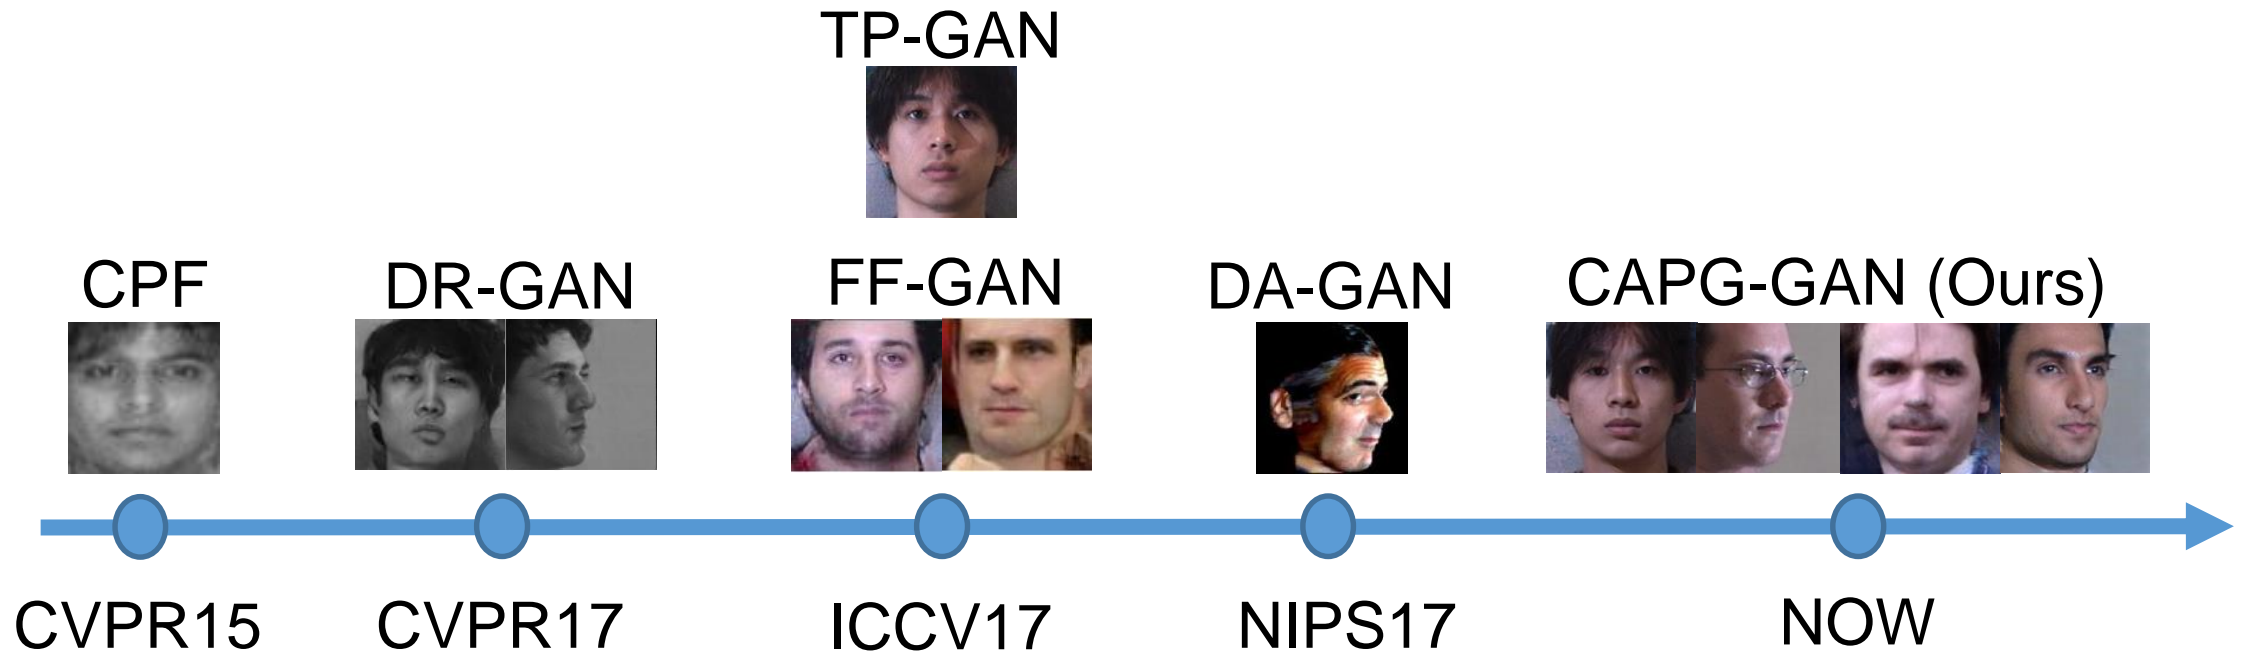 TP-GAN
CPF
DR-GAN
FF-GAN
DA-GAN
CAPG-GAN (Ours)
CVPR15
CVPR17
ICCV17
NIPS17
NOW